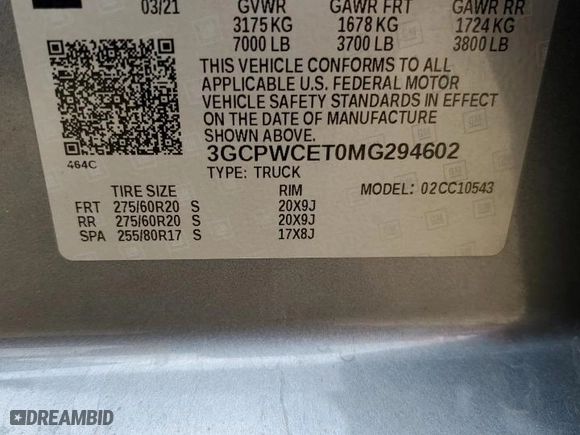 03/21 GVWR GAWR FRT GAWR RR
3175 KG 1678 KG 1724 KG
7000 LB 3700 LB 3800 LB
THIS VEHICLE CONFORMS TO ALL
APPLICABLE U.S. FEDERAL MOTOR
VEHICLE SAFETY STANDARDS IN EFFECT
ON THE DATE OF MANUFACTURE
SHOWN ABOVE.
464C
3GCPWCET0MG294602
TYPE: TRUCK
TIRE SIZE RIM MODEL: 02CC10543
FRT 275/60R20 S 20X9J
RR 275/60R20 S 20X9J
SPA 255/80R17 S 17X8J
DREAMBID